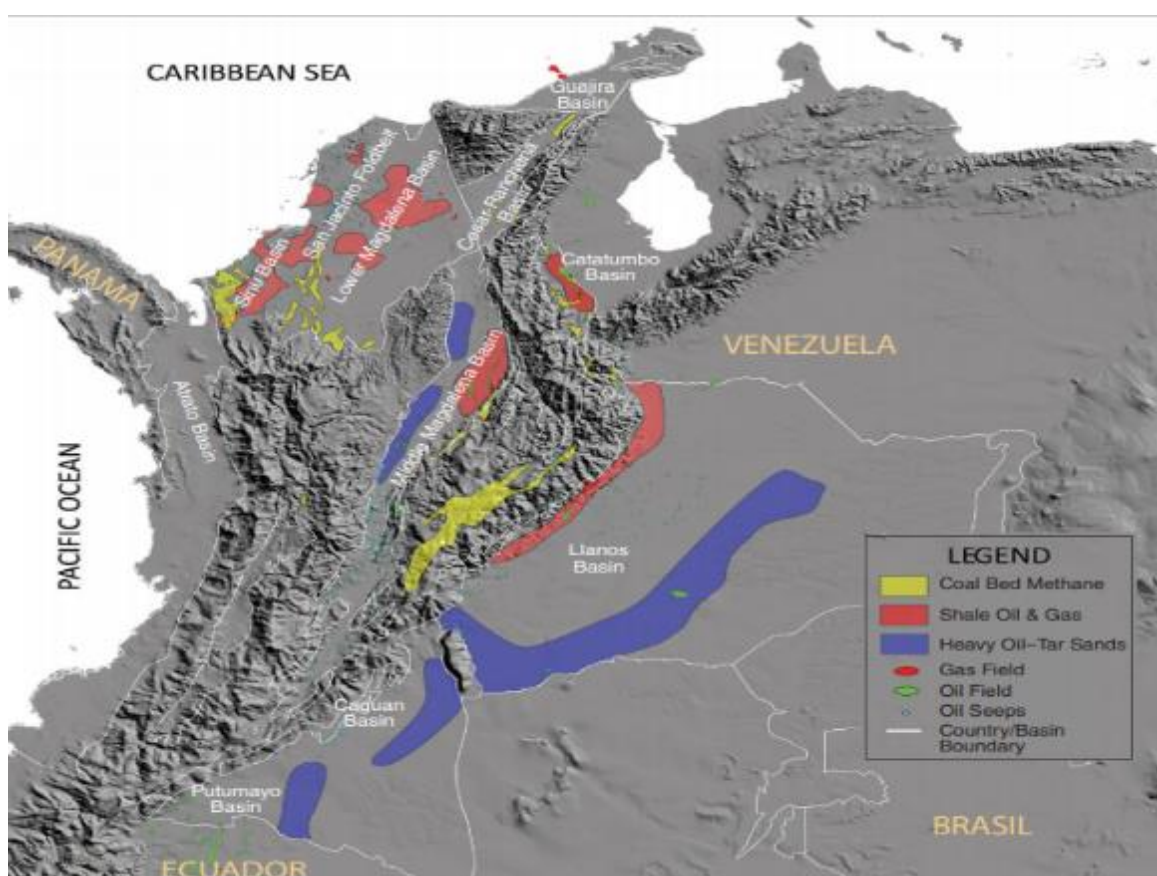 CARIBBEAN SEA
Guajira
Basin
San Jacinto Foldbelt
Lower Magdalena Basin
Cesar-Rancheria
Basin
PANAMA
Sinu Basin
Catatumbo
Basin
VENEZUELA
Middle Magdalena Basin
Atrato Basin
PACIFIC OCEAN
Llanos
Basin
LEGEND
Coal Bed Methane
Shale Oil & Gas
Heavy Oil-Tar Sands
Gas Field
Oil Field
Oil Seeps
Country/Basin
Boundary
Caguan
Basin
Putumayo
Basin
BRASIL
ECUADOR